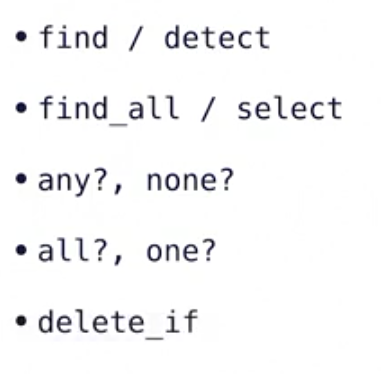 • find / detect
• find_all / select
• any?, none?
• all?, one?
• delete_if